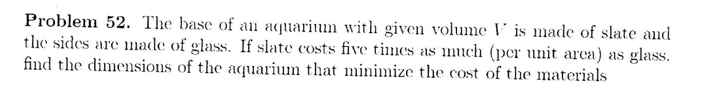 Problem 52. The base of an aquarium with given volume V is made of slate and
the sides are made of glass. If slate costs five times as much (per unit area) as glass.
find the dimensions of the aquarium that minimize the cost of the materials